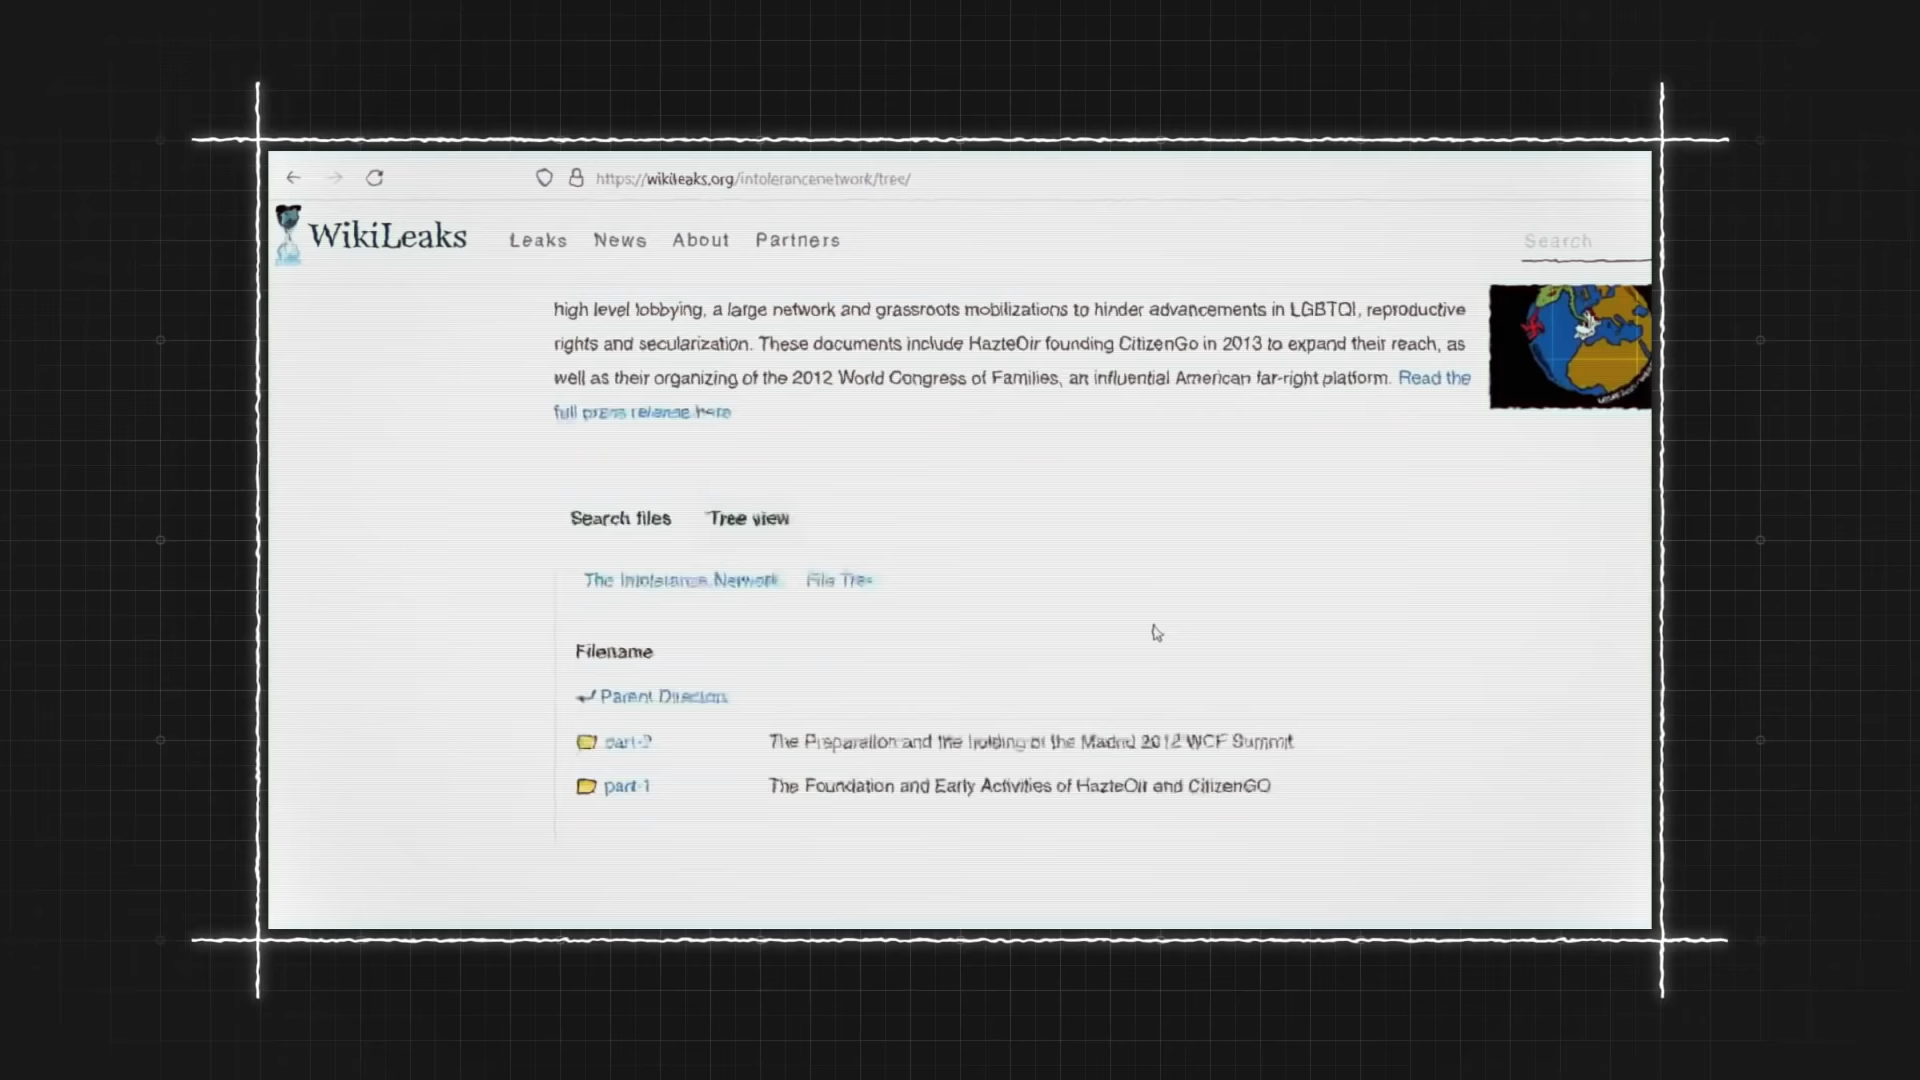 https://wikileaks.org/intolerancenetwork/tree/
WikiLeaks Leaks News About Partners Search
high level lobbying, a large network and grassroots mobilizations to hinder advancements in LGBTQI, reproductive
rights and secularization. These documents include HazteOir founding CitizenGo in 2013 to expand their reach, as
well as their organizing of the 2012 World Congress of Families, an influential American far-right platform. Read the
full press release here
Search files Tree view
The Intolerance Network File Tree
Filename
Parent Directory
part-2 The Preparation and the holding of the Madrid 2012 WCF Summit
part-1 The Foundation and Early Activities of HazteOir and CitizenGO